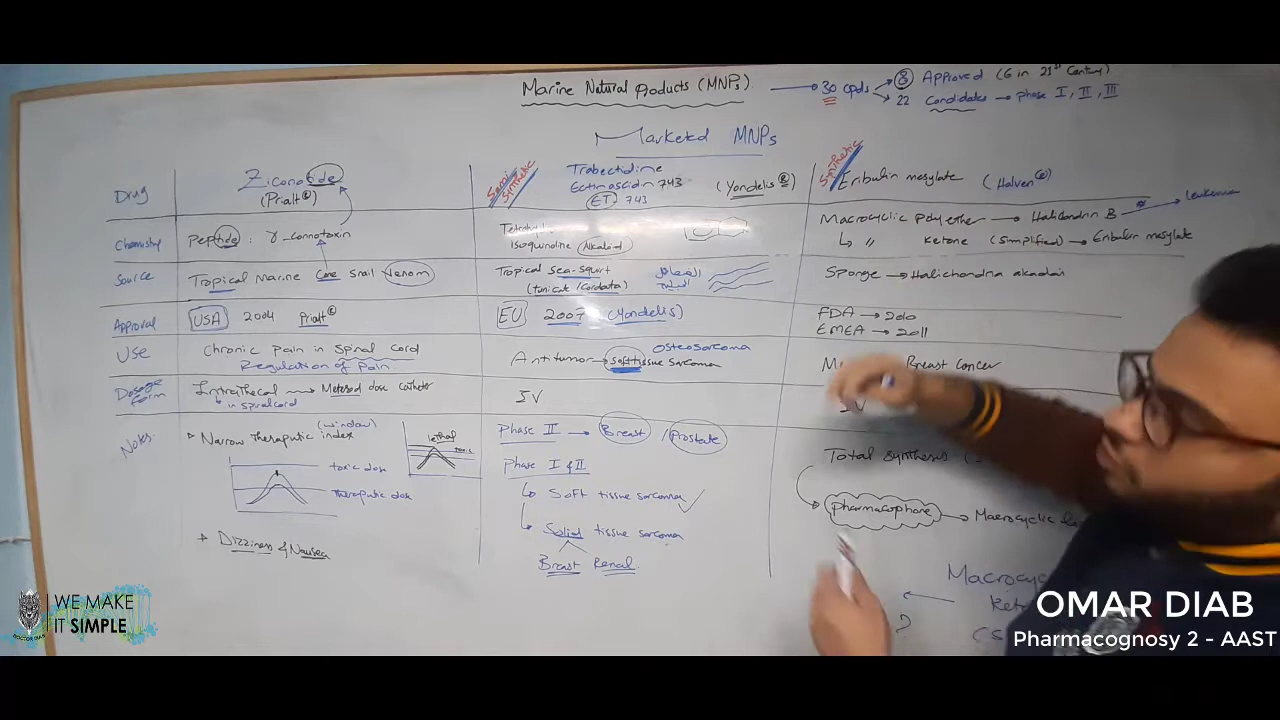 Marine Natural products (MNPs) → 30 cpds → 8 Approved (6 in 21st Century)
→ 22 Candidates → phase I, II, III
Marketed MNPs
Drug
Ziconotide
(Prialt ®)
Semi Synthetic
Trabectidine
Ectinascidin 743
(ET) 743
(Yondelis ®)
Synthetic
Eribulin mesylate (Halven ®)
Chemistry
Peptide : γ-Connotoxin
Isoquinoline Alkaloid
Macrocyclic polyether → Halichondrin B → leukemia
" Ketone (Simplified) → Eribulin mesylate
Source
Tropical Marine Cone snail Venom
Tropical sea-squirt
(tunicate/Cordata)
Sponge → Halichondria
Approval
USA 2004 Prialt ®
EU 2007 (Yondelis)
FDA → 2010
EMEA → 2011
Use
Chronic Pain in Spinal Cord
Regulation of Pain
Antitumor → Soft tissue sarcoma
Osteosarcoma
Breast Cancer
Dosage Form
Intrathecal → Metered dose catheter
in spinal cord
IV
IV
Notes:
Narrow therapeutic index
(window)
toxic dose
therapeutic dose
lethal
toxic
Dizziness & Nausea
Phase III → Breast / Prostate
phase I & II
Soft tissue sarcoma ✓
Solid tissue sarcoma
Breast Renal
Total synthesis
pharmacophore → Macrocyclic
?
WE MAKE
IT SIMPLE
DOCTOR DIAB
OMAR DIAB
Pharmacognosy 2 - AAST